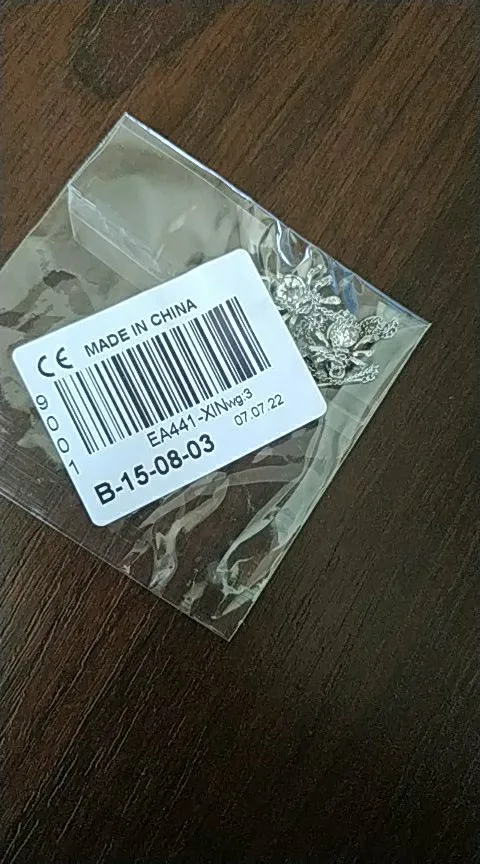 CE MADE IN CHINA
9001
EA441-XINwg:3
07.07.22
B-15-08-03